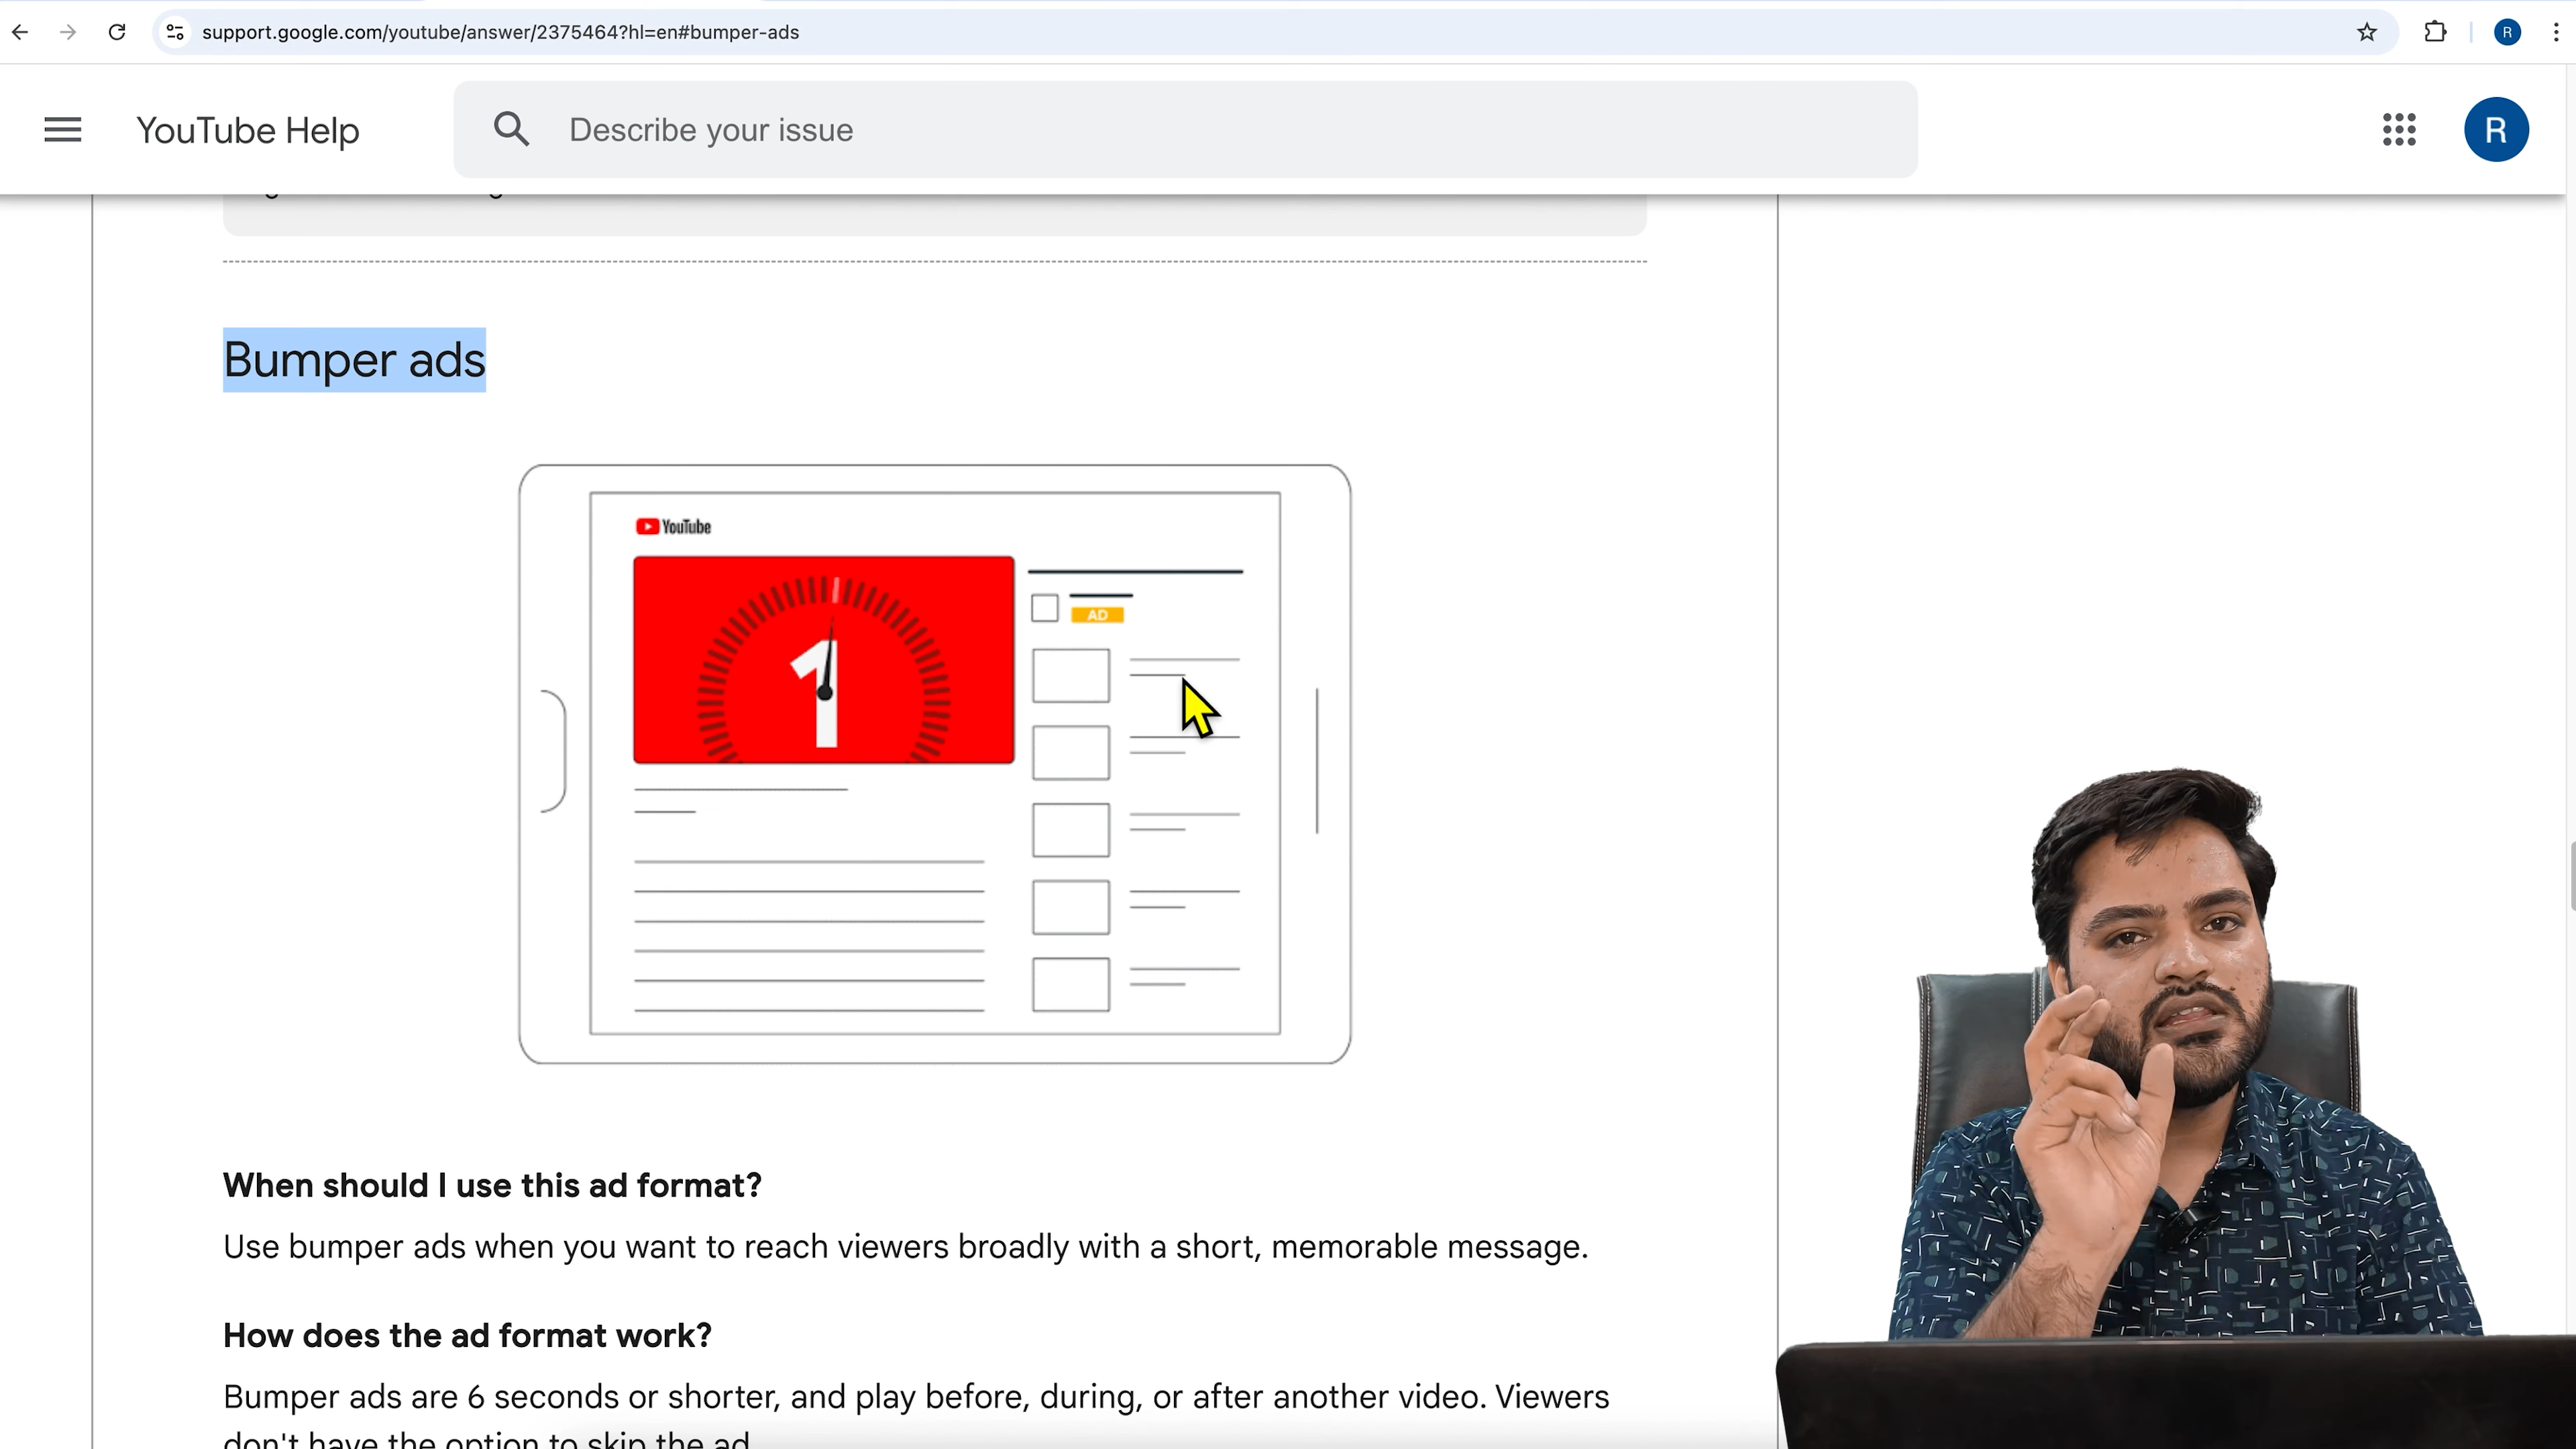 support.google.com/youtube/answer/2375464?hl=en#bumper-ads
R
YouTube Help
Describe your issue
R
Bumper ads
YouTube
1
AD
When should I use this ad format?
Use bumper ads when you want to reach viewers broadly with a short, memorable message.
How does the ad format work?
Bumper ads are 6 seconds or shorter, and play before, during, or after another video. Viewers
don't have the option to skip the ad